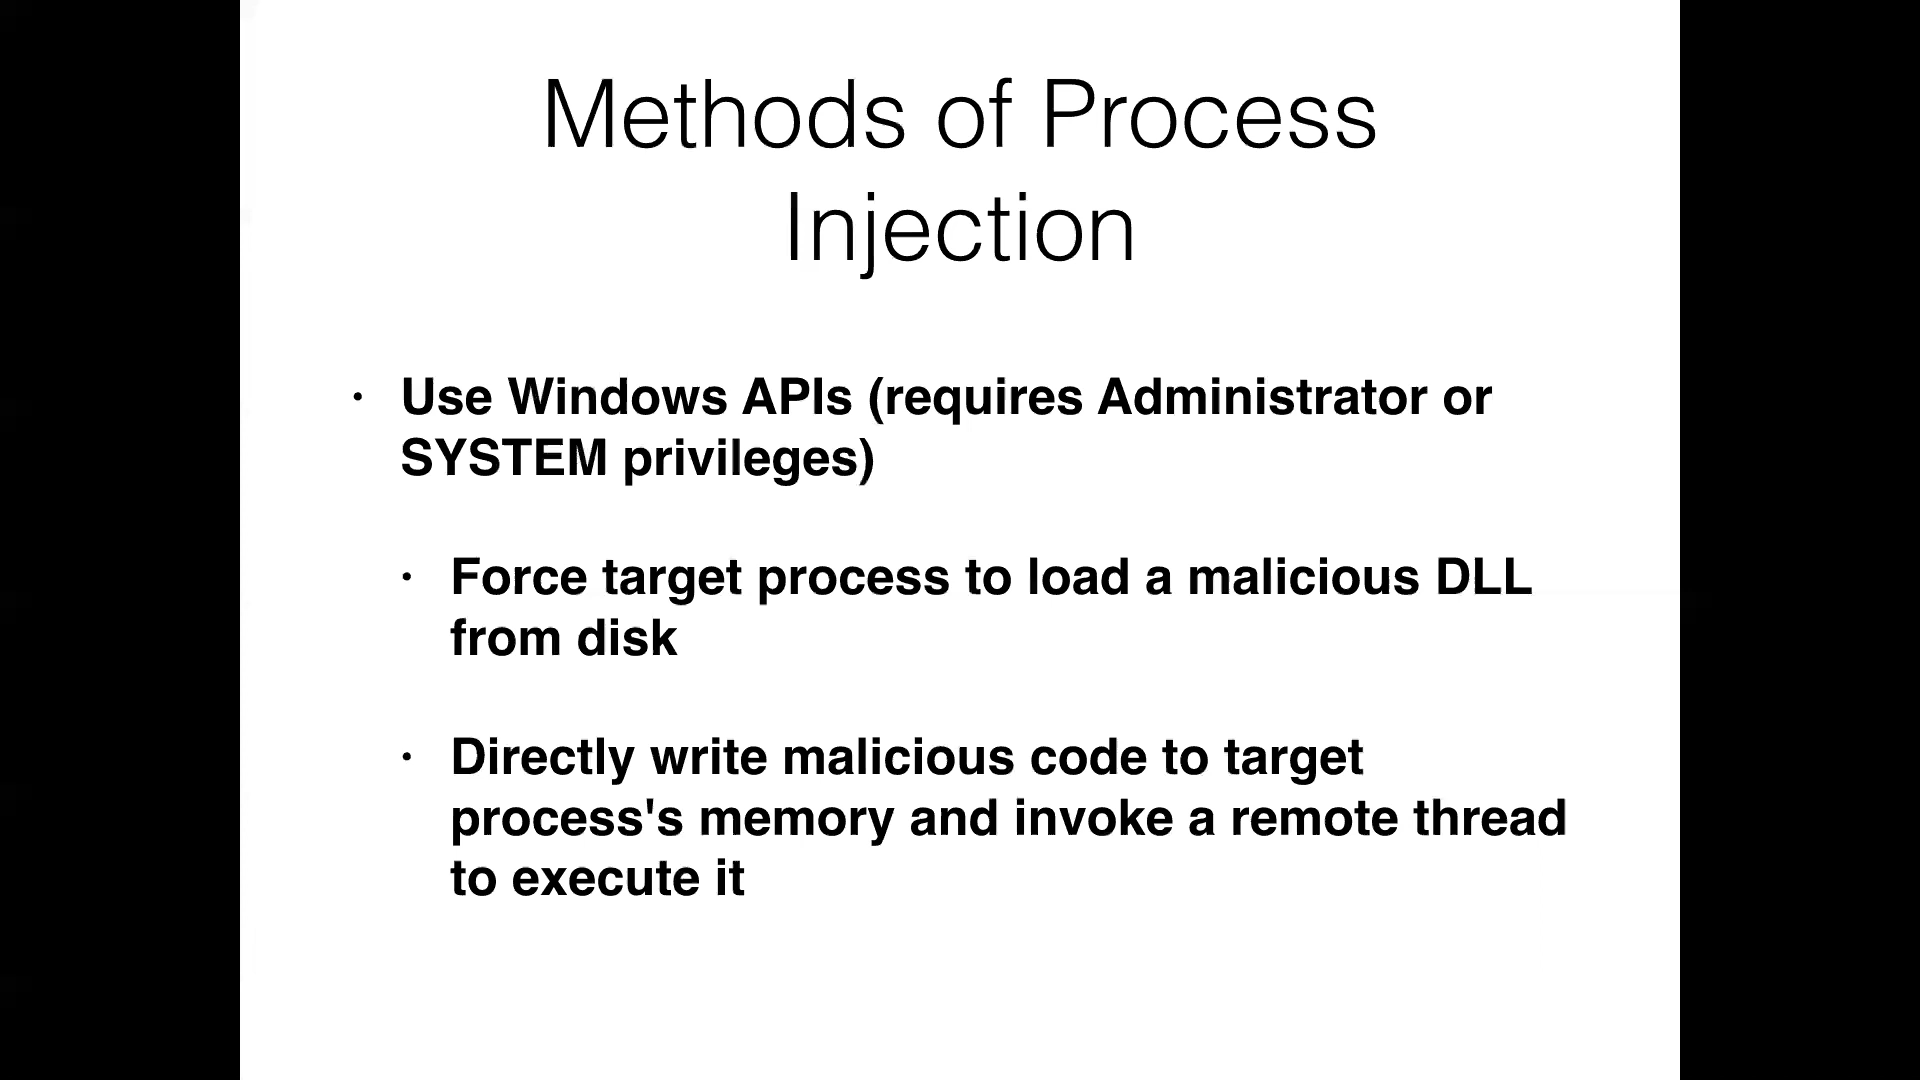 Methods of Process
Injection
• Use Windows APIs (requires Administrator or
SYSTEM privileges)
• Force target process to load a malicious DLL
from disk
• Directly write malicious code to target
process's memory and invoke a remote thread
to execute it